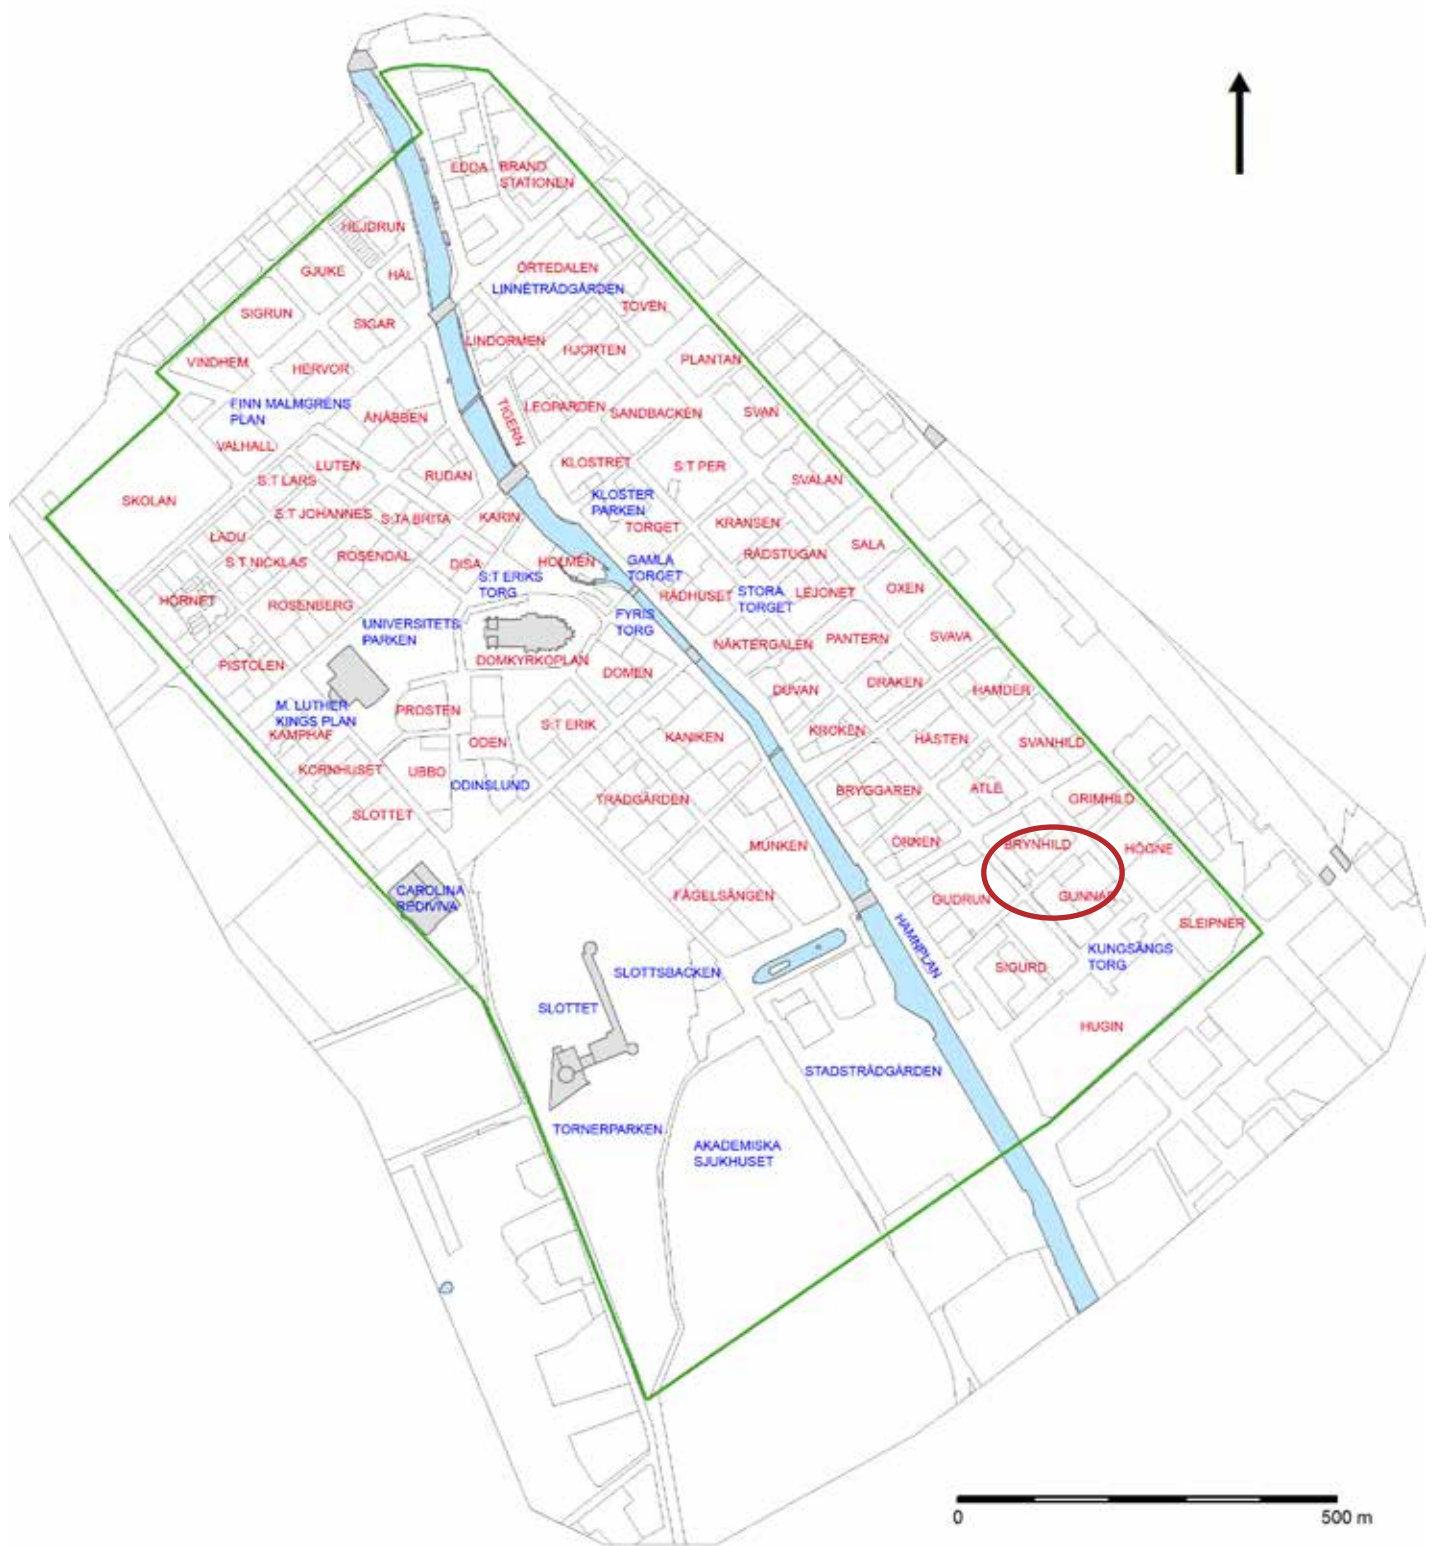 EDDA
BRAND
STATIONEN
HEJDRUN
GJUKE
HÄL
ÖRTEDALEN
LINNÉTRÄDGÅRDEN
TOVEN
SIGRUN
SIGAR
LINDORMEN
HJORTEN
PLANTAN
VINDHEM
HERVOR
FINN MALMGRENS
PLAN
ÅNÄBBEN
TIGERN
LEOPARDEN
SANDBACKEN
SVAN
VALHALL
LUTEN
S:T LARS
RUDAN
KLOSTRET
S:T PER
SVALAN
SKOLAN
S:T JOHANNES
S:TA BRITA
KARIN
KLOSTER
PARKEN
TORGET
KRANSEN
LADU
S:T NICKLAS
ROSENDAL
DISA
HOLMEN
GAMLA
TORGET
RÅDSTUGAN
SALA
S:T ERIKS
TORG
HORNET
ROSENBERG
RÅDHUSET
STORA
TORGET
LEJONET
OXEN
UNIVERSITETS
PARKEN
FYRIS
TORG
NÄKTERGALEN
PANTERN
SVAVA
PISTOLEN
DOMKYRKOPLAN
DOMEN
DUVAN
DRAKEN
HAMDER
M. LUTHER
KINGS PLAN
KAMPHAF
PROSTEN
ODEN
S:T ERIK
KANIKEN
KROKEN
HÄSTEN
SVANHILD
KORNHUSET
UBBO
ODINSLUND
TRÄDGÅRDEN
BRYGGAREN
ATLE
GRIMHILD
SLOTTET
MUNKEN
ÖRNEN
BRYNHILD
HÖGNE
CAROLINA
REDIVIVA
FÅGELSÅNGEN
GUDRUN
GUNNAR
SLEIPNER
HAMNPLAN
KUNGSÄNGS
TORG
SLOTTSBACKEN
SIGURD
SLOTTET
HUGIN
STADSTRÄDGÅRDEN
TORNERPARKEN
AKADEMISKA
SJUKHUSET
0
500 m